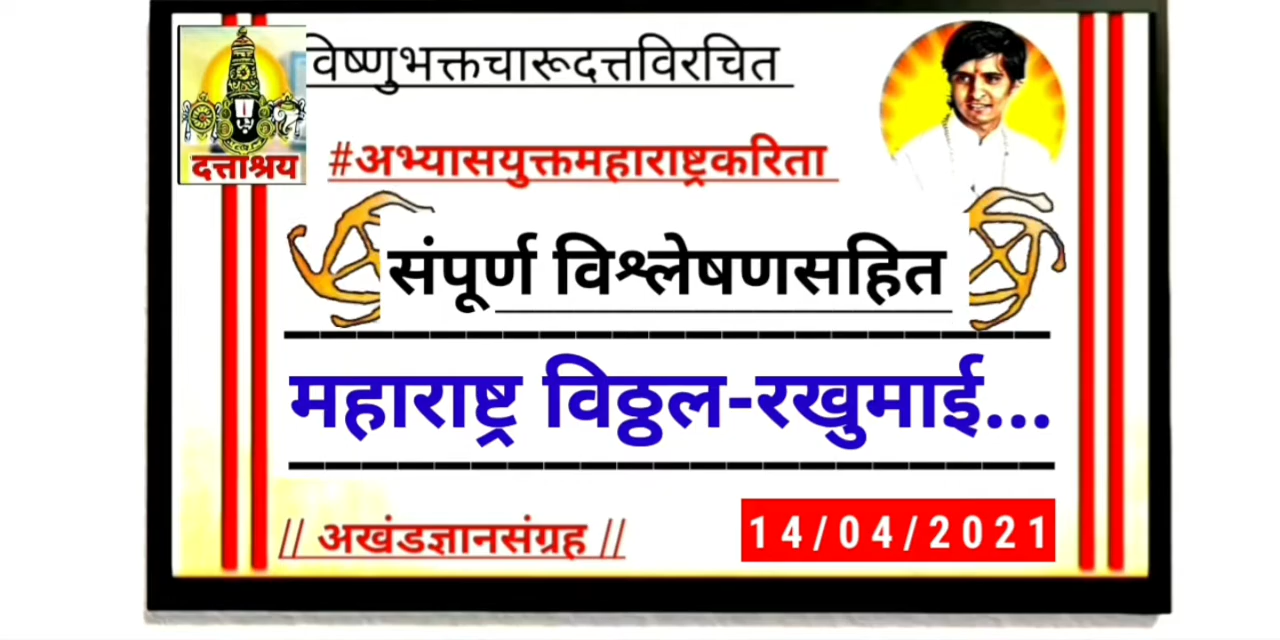 विष्णुभक्तचारूदत्तविरचित
दत्ताश्रय
#अभ्यासयुक्तमहाराष्ट्रकरिता
संपूर्ण विश्लेषणसहित
महाराष्ट्र विठ्ठल-रखुमाई...
// अखंडज्ञानसंग्रह //
14/04/2021